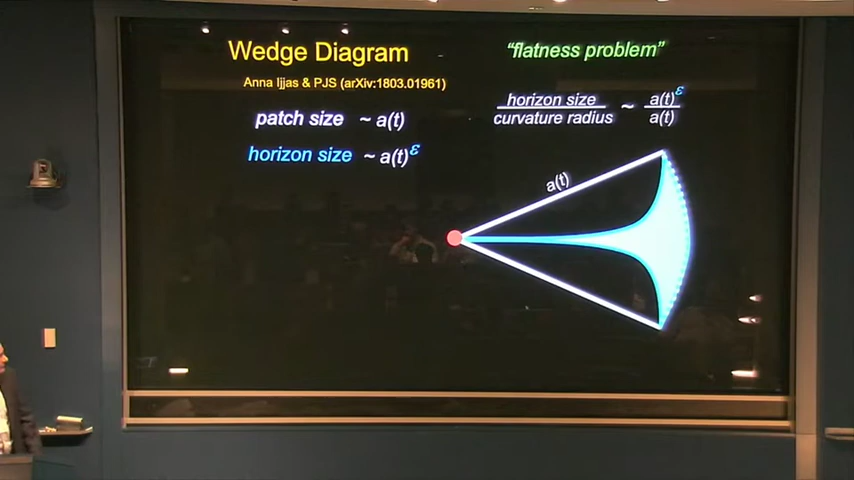 Wedge Diagram
Anna Ijjas & PJS (arXiv:1803.01961)
patch size ~ a(t)
horizon size ~ a(t)^ε
"flatness problem"
horizon size / curvature radius ~ a(t)^ε / a(t)
a(t)